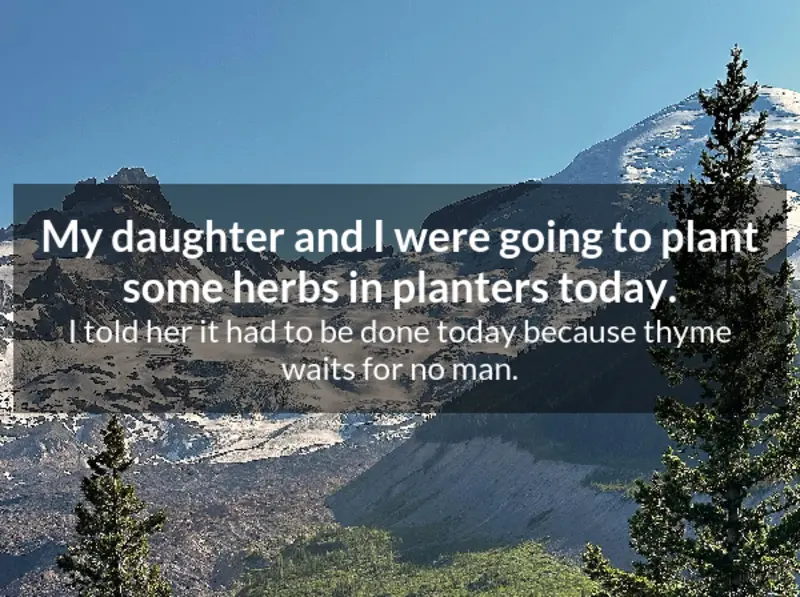 My daughter and I were going to plant
some herbs in planters today.
I told her it had to be done today because thyme
waits for no man.